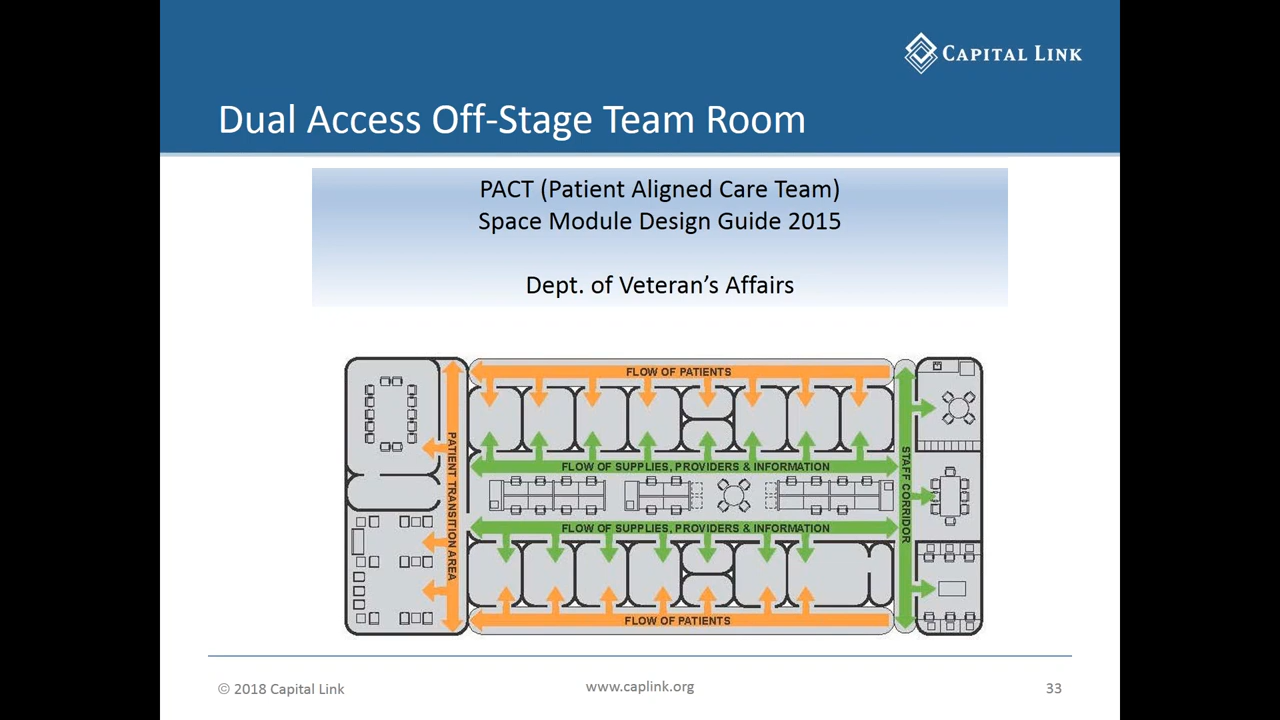 CAPITAL LINK
Dual Access Off-Stage Team Room
PACT (Patient Aligned Care Team)
Space Module Design Guide 2015
Dept. of Veteran's Affairs
FLOW OF PATIENTS
PATIENT TRANSITION AREA
FLOW OF SUPPLIES, PROVIDERS & INFORMATION
STAFF CORRIDOR
FLOW OF SUPPLIES, PROVIDERS & INFORMATION
FLOW OF PATIENTS
© 2018 Capital Link
www.caplink.org
33